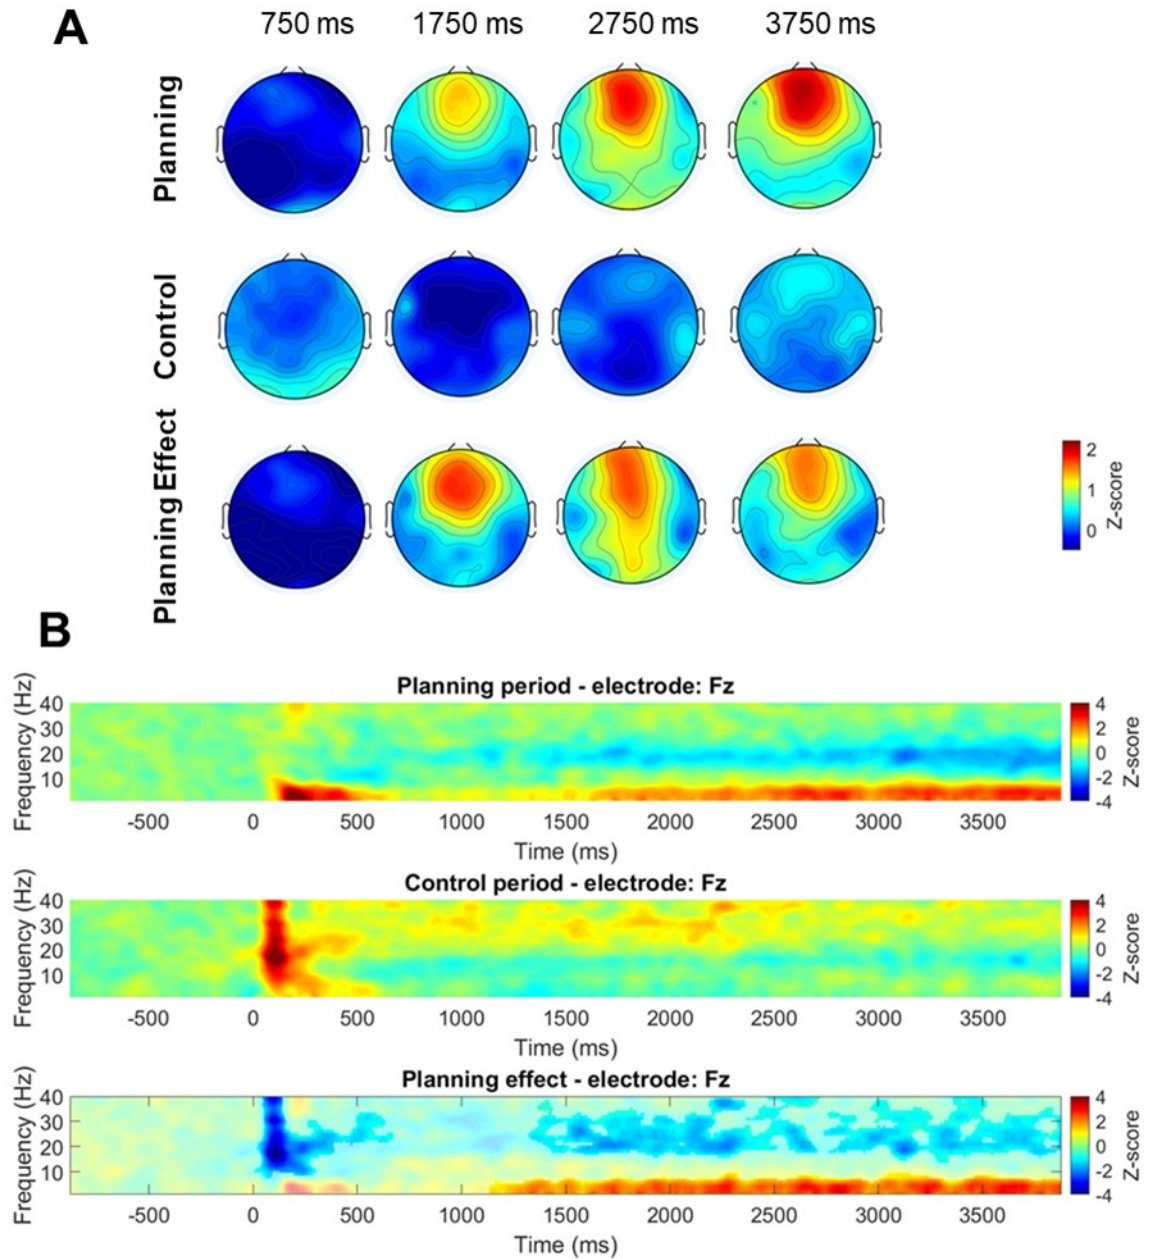 A
750 ms 1750 ms 2750 ms 3750 ms
Planning
Control
Planning Effect
2
1
0
Z-score
B
Planning period - electrode: Fz
Frequency (Hz)
40
30
20
10
-500 0 500 1000 1500 2000 2500 3000 3500
Time (ms)
4
2
0
-2
-4
Z-score
Control period - electrode: Fz
Frequency (Hz)
40
30
20
10
-500 0 500 1000 1500 2000 2500 3000 3500
Time (ms)
4
2
0
-2
-4
Z-score
Planning effect - electrode: Fz
Frequency (Hz)
40
30
20
10
-500 0 500 1000 1500 2000 2500 3000 3500
Time (ms)
4
2
0
-2
-4
Z-score